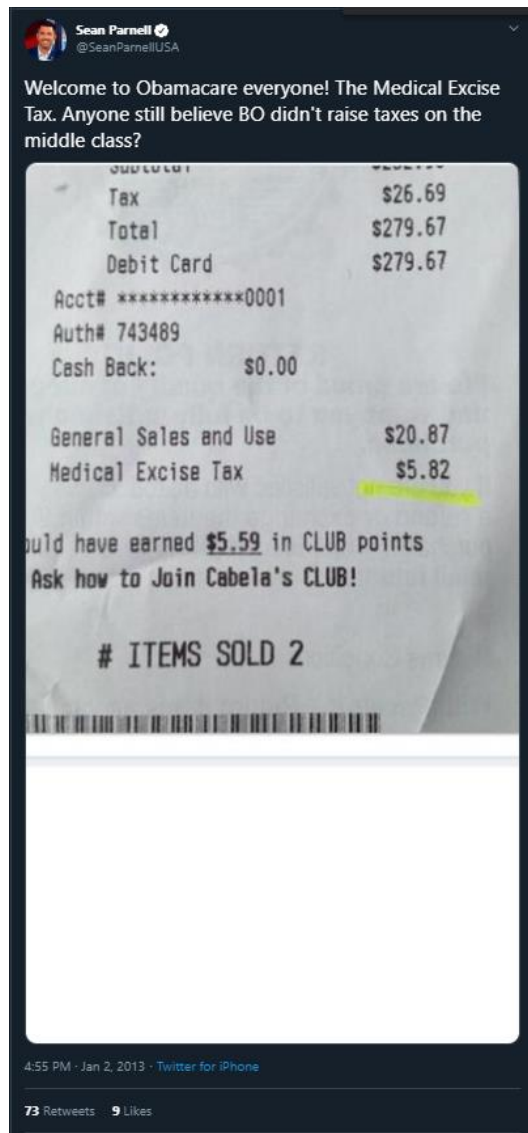 Sean Parnell
@SeanParnellUSA
Welcome to Obamacare everyone! The Medical Excise
Tax. Anyone still believe BO didn't raise taxes on the
middle class?
Tax $26.69
Total $279.67
Debit Card $279.67
Acct# ************0001
Auth# 743489
Cash Back: $0.00
General Sales and Use $20.87
Medical Excise Tax $5.82
ould have earned $5.59 in CLUB points
Ask how to Join Cabela's CLUB!
# ITEMS SOLD 2
4:55 PM · Jan 2, 2013 · Twitter for iPhone
73 Retweets 9 Likes